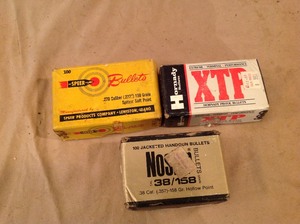 100
SPEER
Bullets
.270 Caliber (.277") 130 Grain
Spitzer Soft Point
SPEER PRODUCTS COMPANY - LEWISTON, IDAHO
Hornady
XTP
100 JACKETED HANDGUN BULLETS
NOSLER
BULLETS
38/158
38 Cal. (.357) 158 Gr. Hollow Point